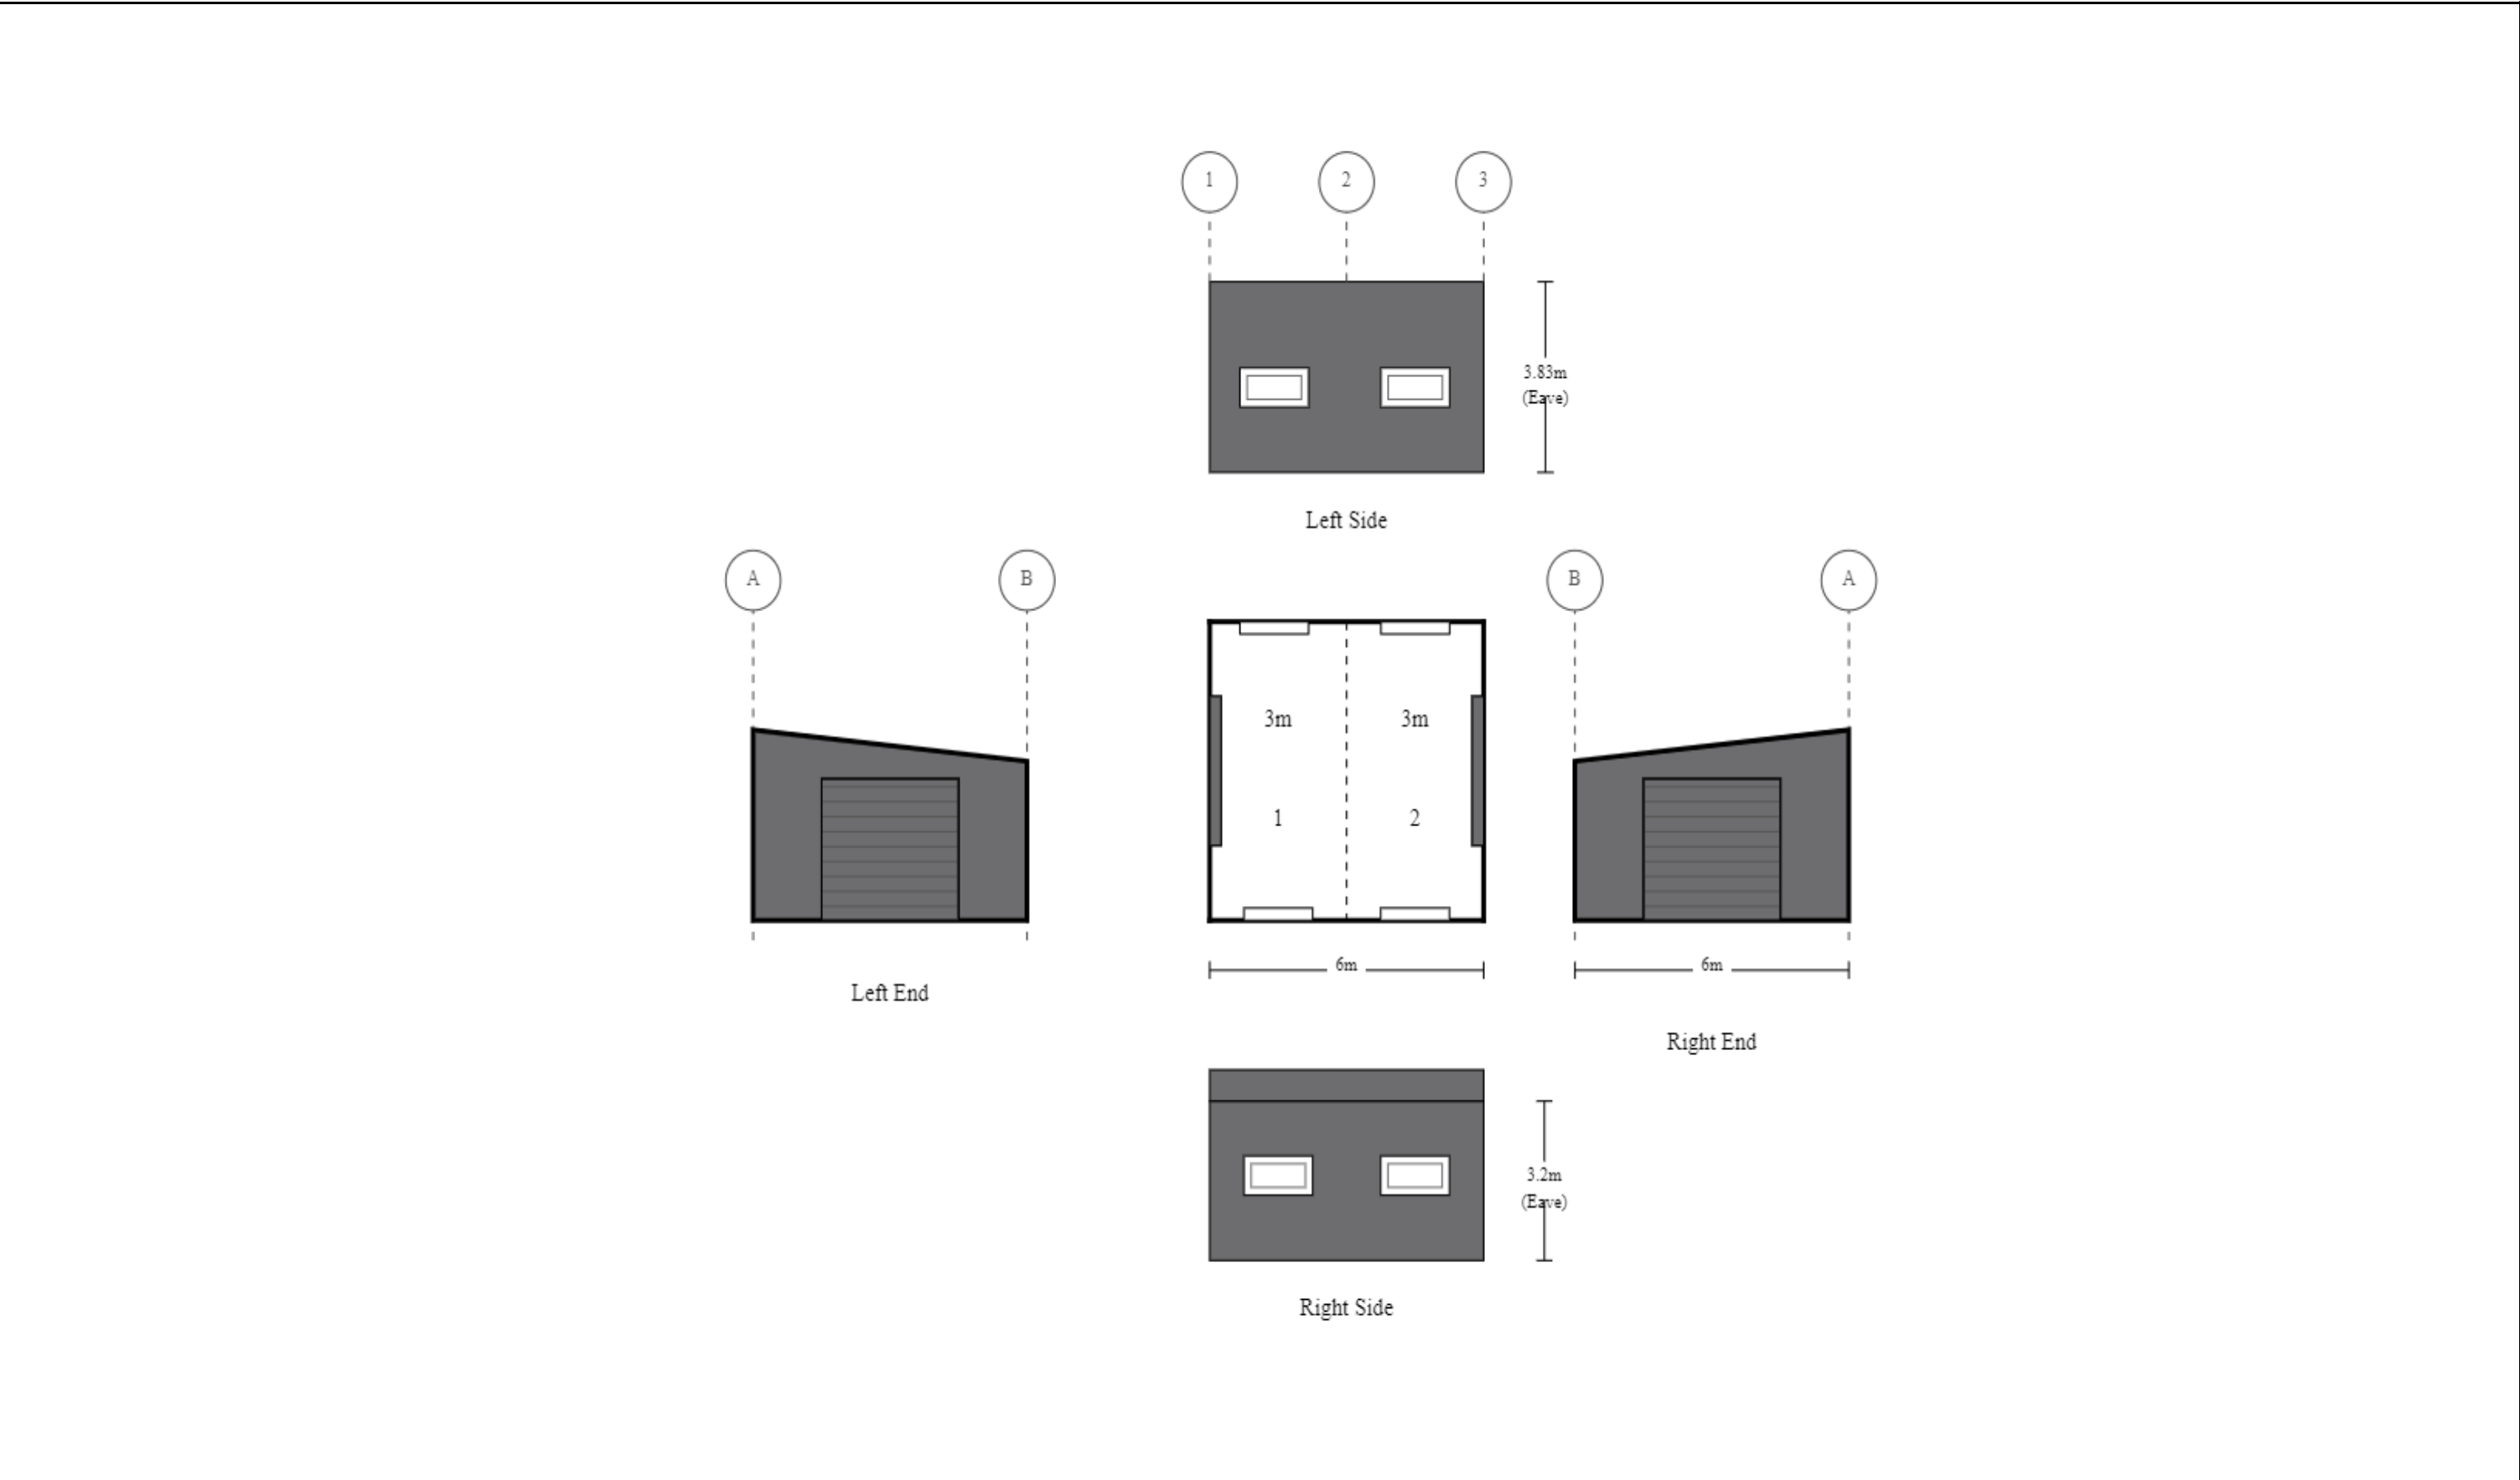 1 2 3
3.83m
(Eave)
Left Side
A B B A
3m 3m
1 2
6m 6m
Left End
Right End
3.2m
(Eave)
Right Side